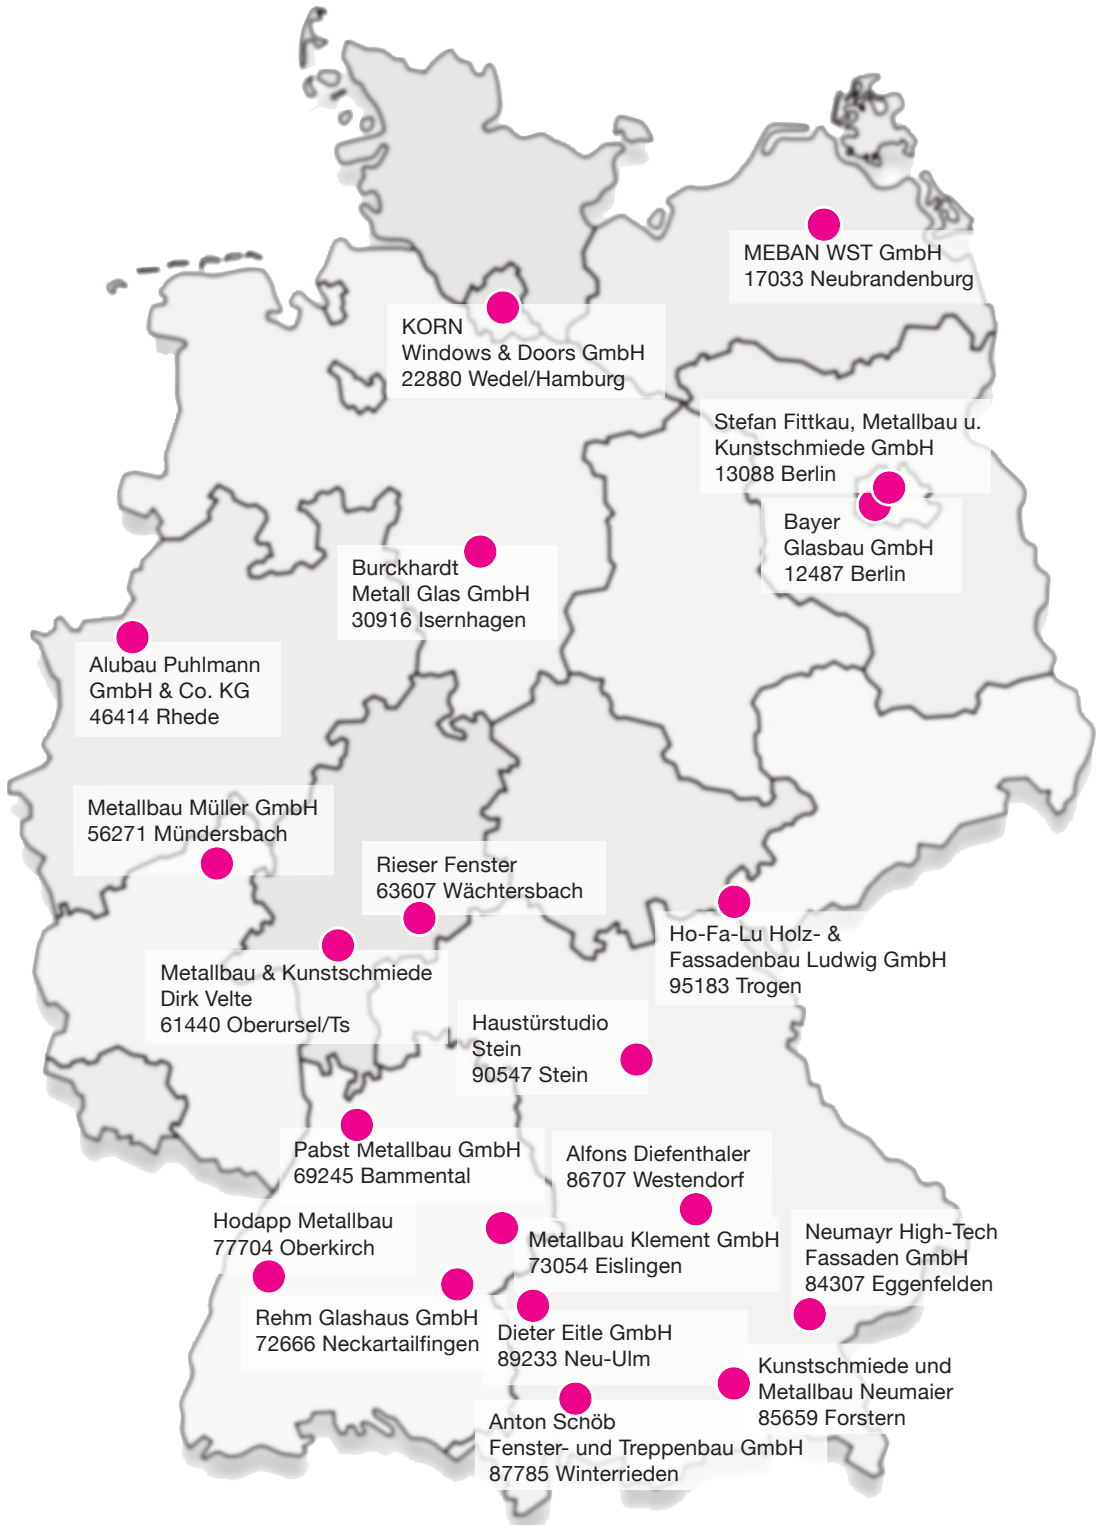 MEBAN WST GmbH
17033 Neubrandenburg
KORN
Windows & Doors GmbH
22880 Wedel/Hamburg
Stefan Fittkau, Metallbau u.
Kunstschmiede GmbH
13088 Berlin
Bayer
Glasbau GmbH
12487 Berlin
Burckhardt
Metall Glas GmbH
30916 Isernhagen
Alubau Puhlmann
GmbH & Co. KG
46414 Rhede
Metallbau Müller GmbH
56271 Mündersbach
Rieser Fenster
63607 Wächtersbach
Ho-Fa-Lu Holz- &
Fassadenbau Ludwig GmbH
95183 Trogen
Metallbau & Kunstschmiede
Dirk Velte
61440 Oberursel/Ts
Haustürstudio
Stein
90547 Stein
Pabst Metallbau GmbH
69245 Bammental
Alfons Diefenthaler
86707 Westendorf
Hodapp Metallbau
77704 Oberkirch
Metallbau Klement GmbH
73054 Eislingen
Neumayr High-Tech
Fassaden GmbH
84307 Eggenfelden
Rehm Glashaus GmbH
72666 Neckartailfingen
Dieter Eitle GmbH
89233 Neu-Ulm
Kunstschmiede und
Metallbau Neumaier
85659 Forstern
Anton Schöb
Fenster- und Treppenbau GmbH
87785 Winterrieden